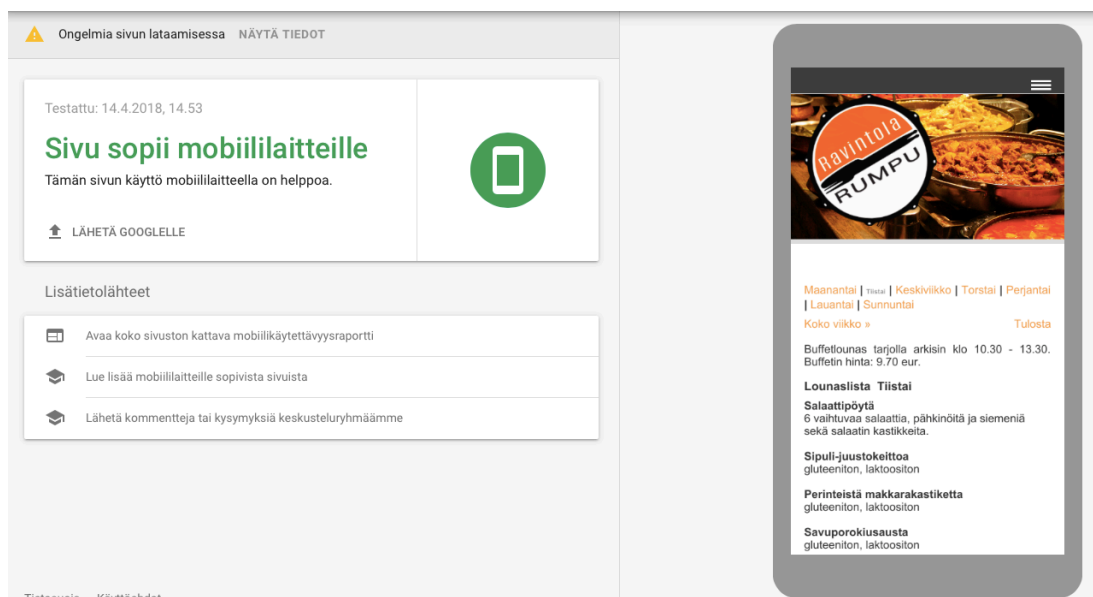 Ongelmia sivun lataamisessa NÄYTÄ TIEDOT
Testattu: 14.4.2018, 14.53
Sivu sopii mobiililaitteille
Tämän sivun käyttö mobiililaitteella on helppoa.
LÄHETÄ GOOGLELLE
Lisätietolähteet
Avaa koko sivuston kattava mobiilikäytettävyysraportti
Lue lisää mobiililaitteille sopivista sivuista
Lähetä kommentteja tai kysymyksiä keskusteluryhmäämme
Ravintola
RUMPU
Maanantai | Tiistai | Keskiviikko | Torstai | Perjantai
| Lauantai | Sunnuntai
Koko viikko » Tulosta
Buffetlounas tarjolla arkisin klo 10.30 - 13.30.
Buffetin hinta: 9.70 eur.
Lounaslista Tiistai
Salaattipöytä
6 vaihtuvaa salaattia, pähkinöitä ja siemeniä
sekä salaatin kastikkeita.
Sipuli-juustokeittoa
gluteeniton, laktoositon
Perinteistä makkarakastiketta
gluteeniton, laktoositon
Savuporokiusausta
gluteeniton, laktoositon